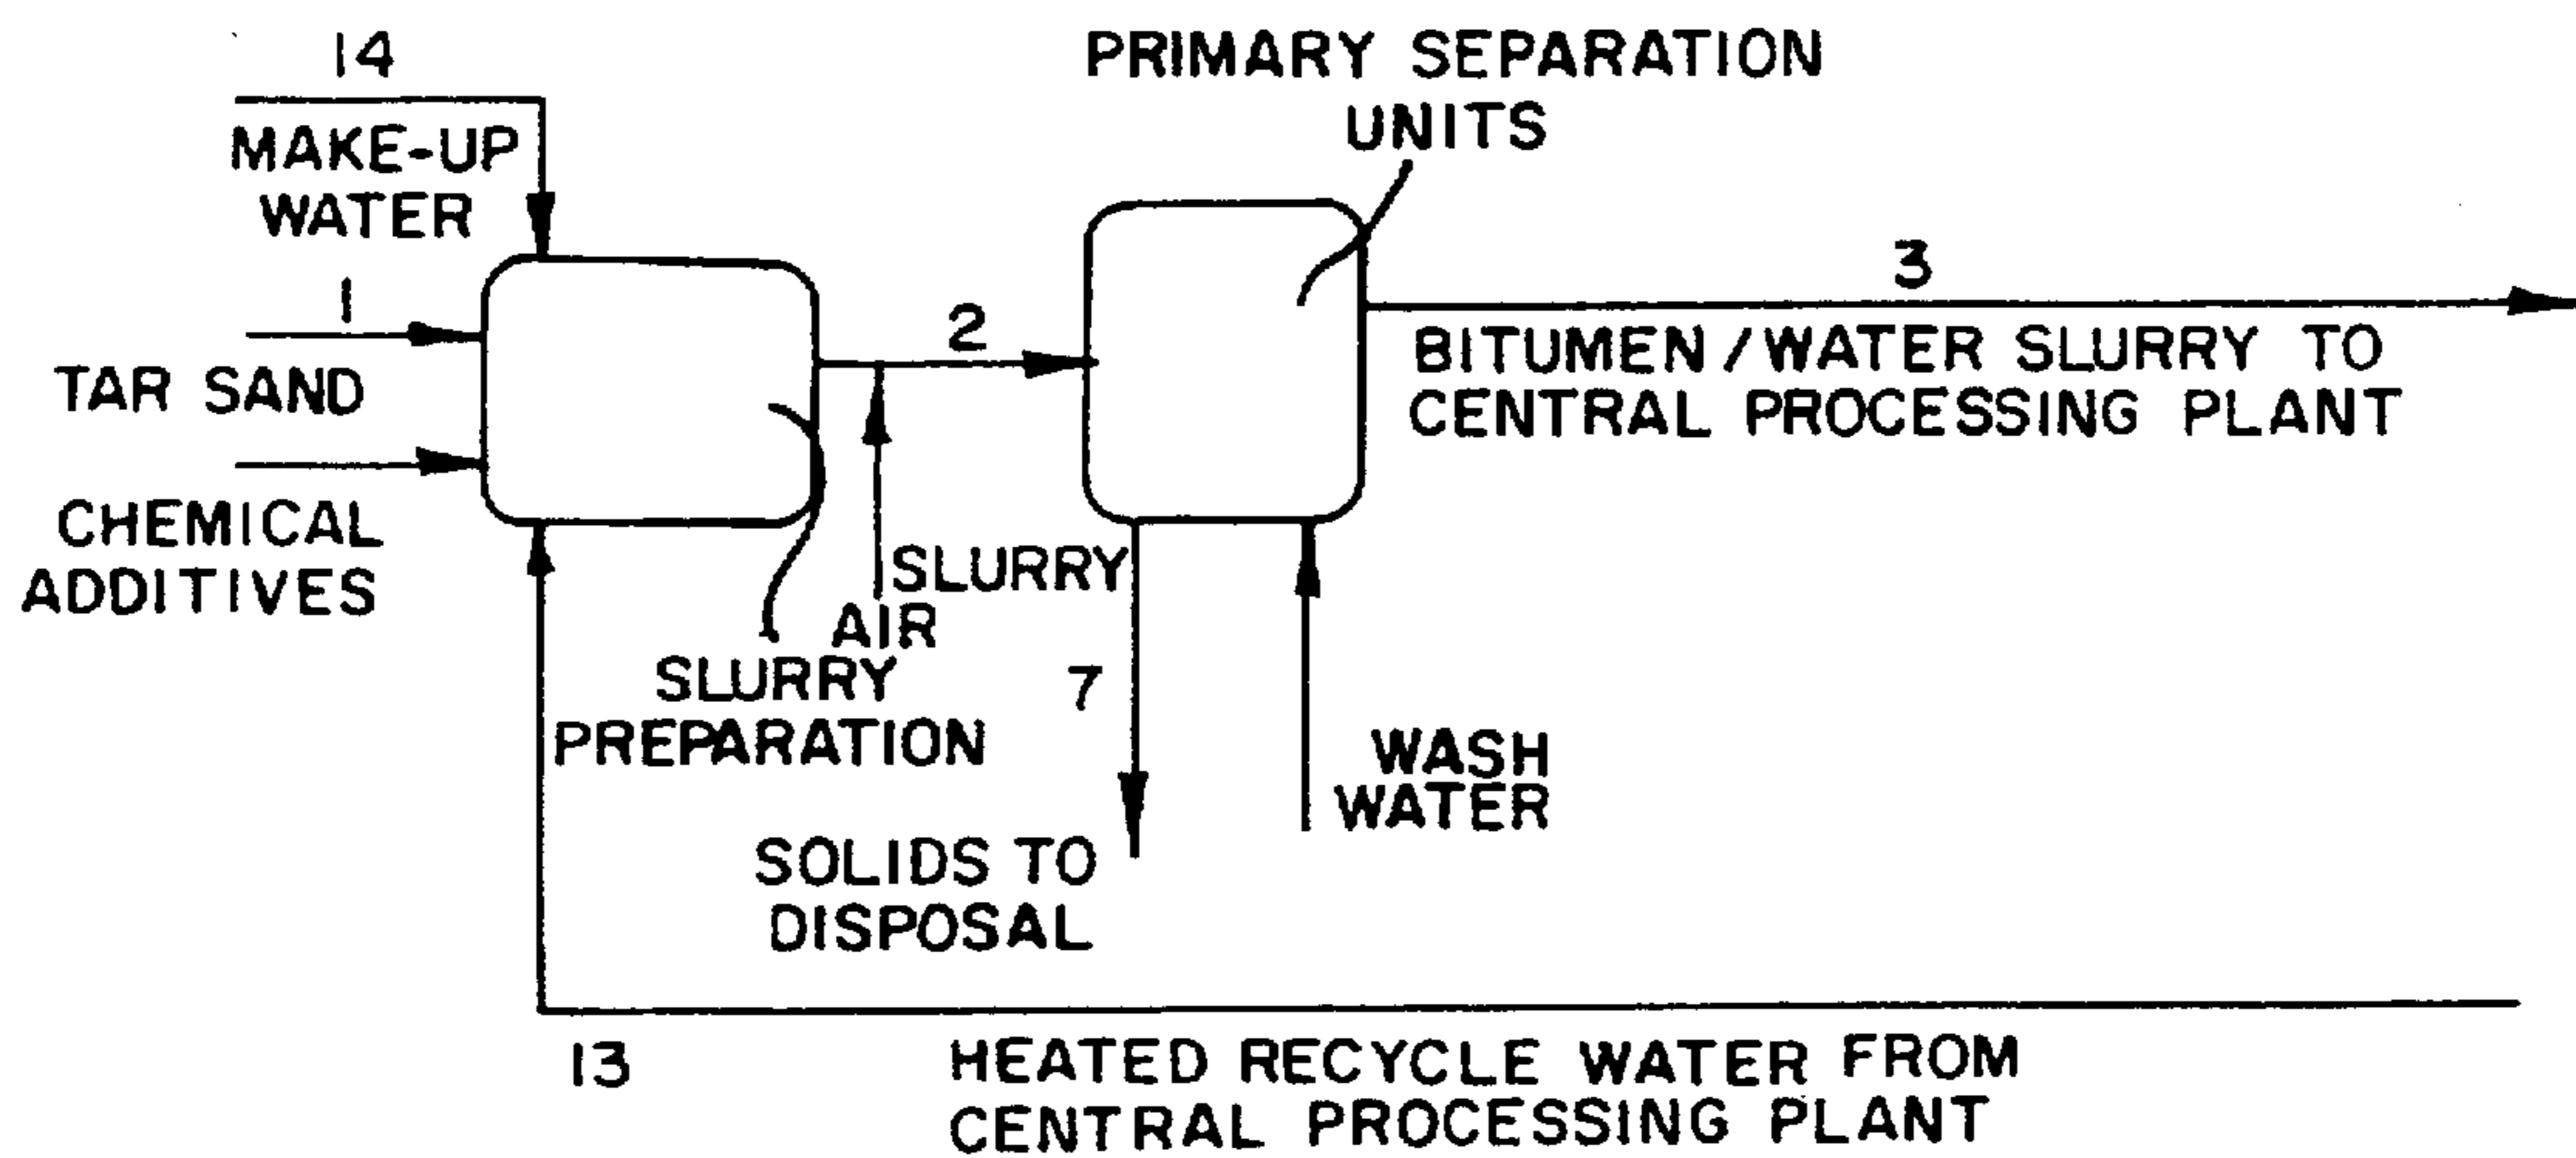 14
MAKE-UP
WATER
PRIMARY SEPARATION
UNITS
1
TAR SAND
CHEMICAL
ADDITIVES
2
3
BITUMEN/WATER SLURRY TO
CENTRAL PROCESSING PLANT
SLURRY
AIR
SLURRY
PREPARATION
7
WASH
WATER
SOLIDS TO
DISPOSAL
13
HEATED RECYCLE WATER FROM
CENTRAL PROCESSING PLANT